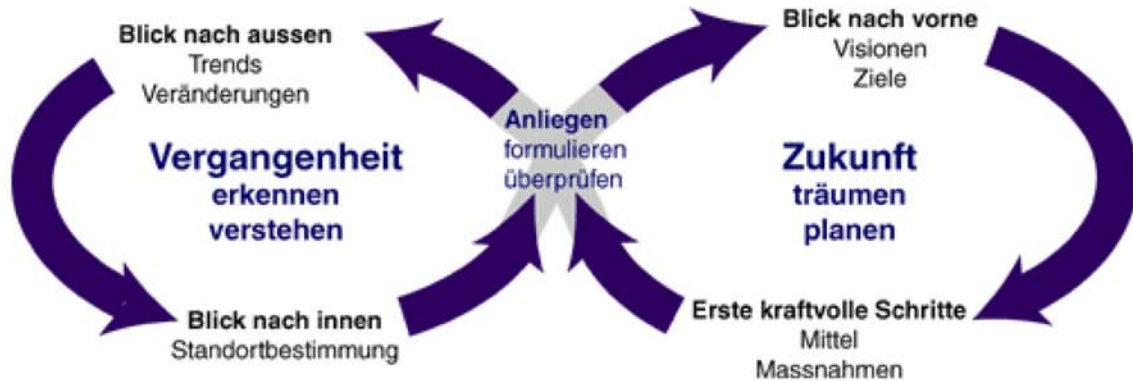 Blick nach aussen
Trends
Veränderungen
Vergangenheit
erkennen
verstehen
Blick nach innen
Standortbestimmung
Anliegen
formulieren
überprüfen
Blick nach vorne
Visionen
Ziele
Zukunft
träumen
planen
Erste kraftvolle Schritte
Mittel
Massnahmen